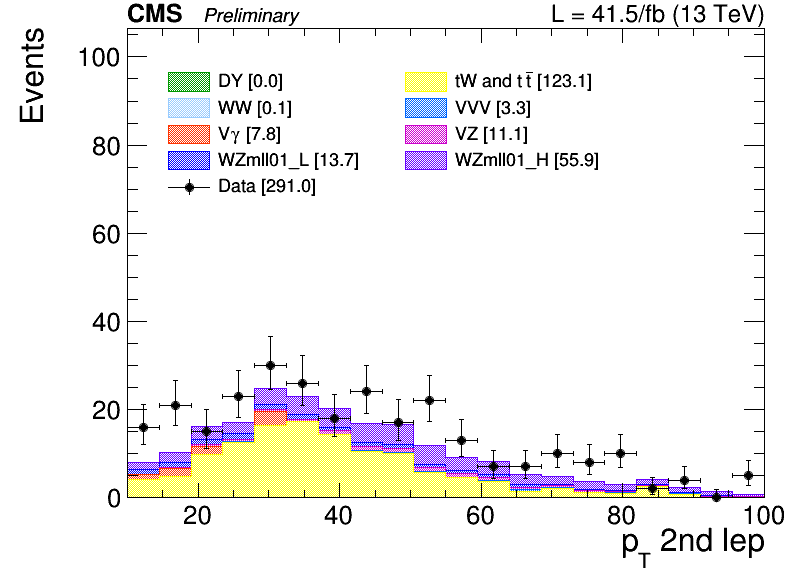 CMS Preliminary L = 41.5/fb (13 TeV)
Events
100
80
60
40
20
0
DY [0.0]
tW and t t̄ [123.1]
WW [0.1]
VVV [3.3]
Vγ [7.8]
VZ [11.1]
WZmll01_L [13.7]
WZmll01_H [55.9]
Data [291.0]
20 40 60 80 100
p_T 2nd lep